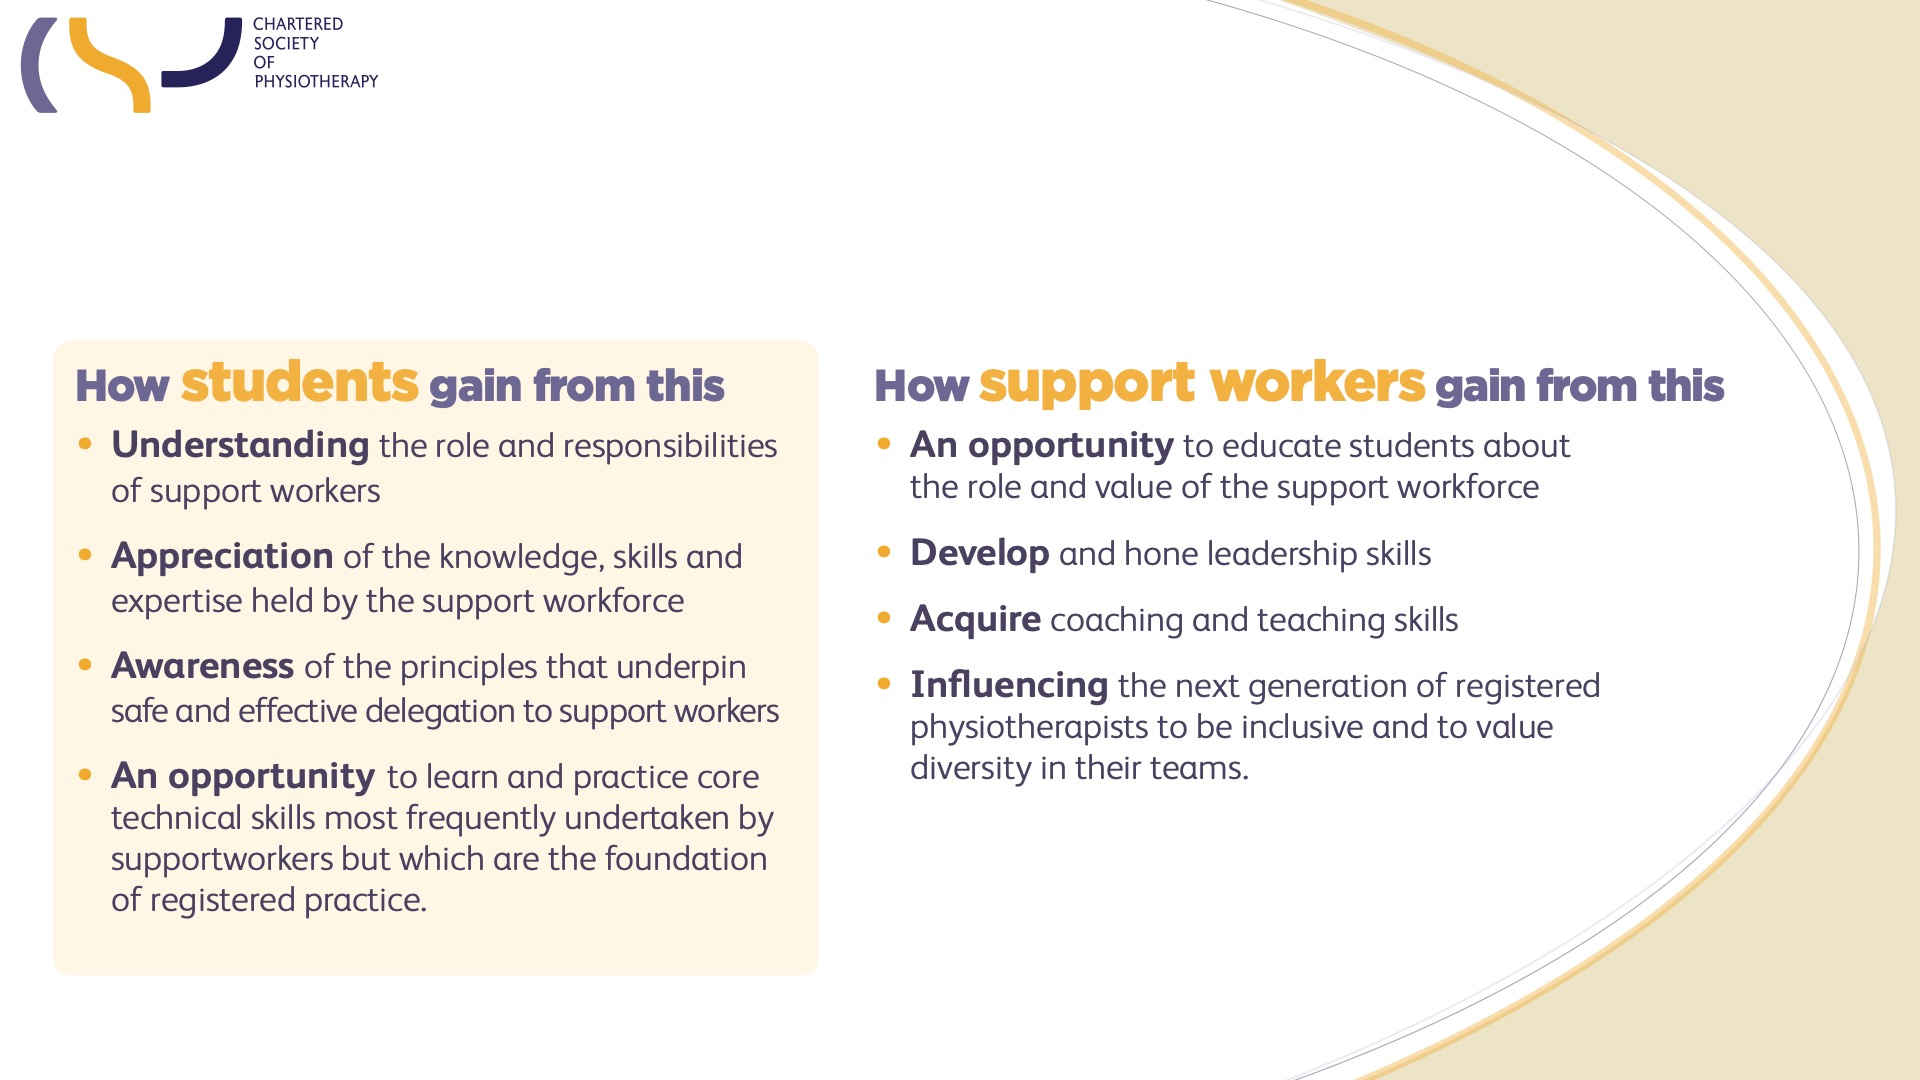 CHARTERED
SOCIETY
OF
PHYSIOTHERAPY
How students gain from this
• Understanding the role and responsibilities
of support workers
• Appreciation of the knowledge, skills and
expertise held by the support workforce
• Awareness of the principles that underpin
safe and effective delegation to support workers
• An opportunity to learn and practice core
technical skills most frequently undertaken by
supportworkers but which are the foundation
of registered practice.
How support workers gain from this
• An opportunity to educate students about
the role and value of the support workforce
• Develop and hone leadership skills
• Acquire coaching and teaching skills
• Influencing the next generation of registered
physiotherapists to be inclusive and to value
diversity in their teams.